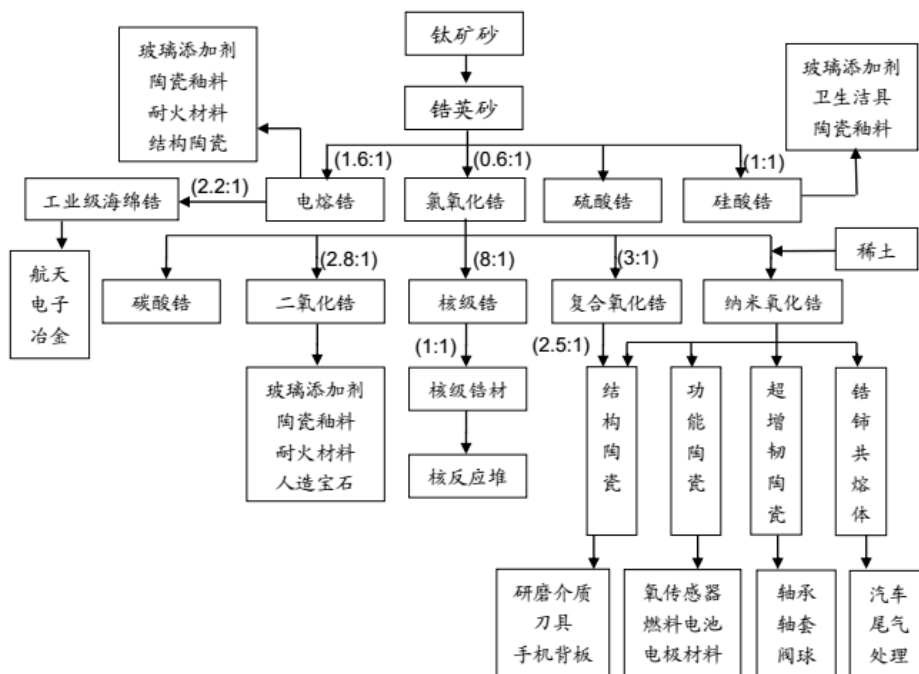 钛矿砂
玻璃添加剂
陶瓷釉料
耐火材料
结构陶瓷
锆英砂
玻璃添加剂
卫生洁具
陶瓷釉料
(1.6:1)
(0.6:1)
(1:1)
(2.2:1)
工业级海绵锆
电熔锆
氯氧化锆
硫酸锆
硅酸锆
航天
电子
冶金
(2.8:1)
(8:1)
(3:1)
稀土
碳酸锆
二氧化锆
核级锆
复合氧化锆
纳米氧化锆
(1:1)
(2.5:1)
玻璃添加剂
陶瓷釉料
耐火材料
人造宝石
核级锆材
核反应堆
结构陶瓷
功能陶瓷
超增韧陶瓷
锆铈共熔体
研磨介质
刀具
手机背板
氧传感器
燃料电池
电极材料
轴承
轴套
阀球
汽车
尾气
处理